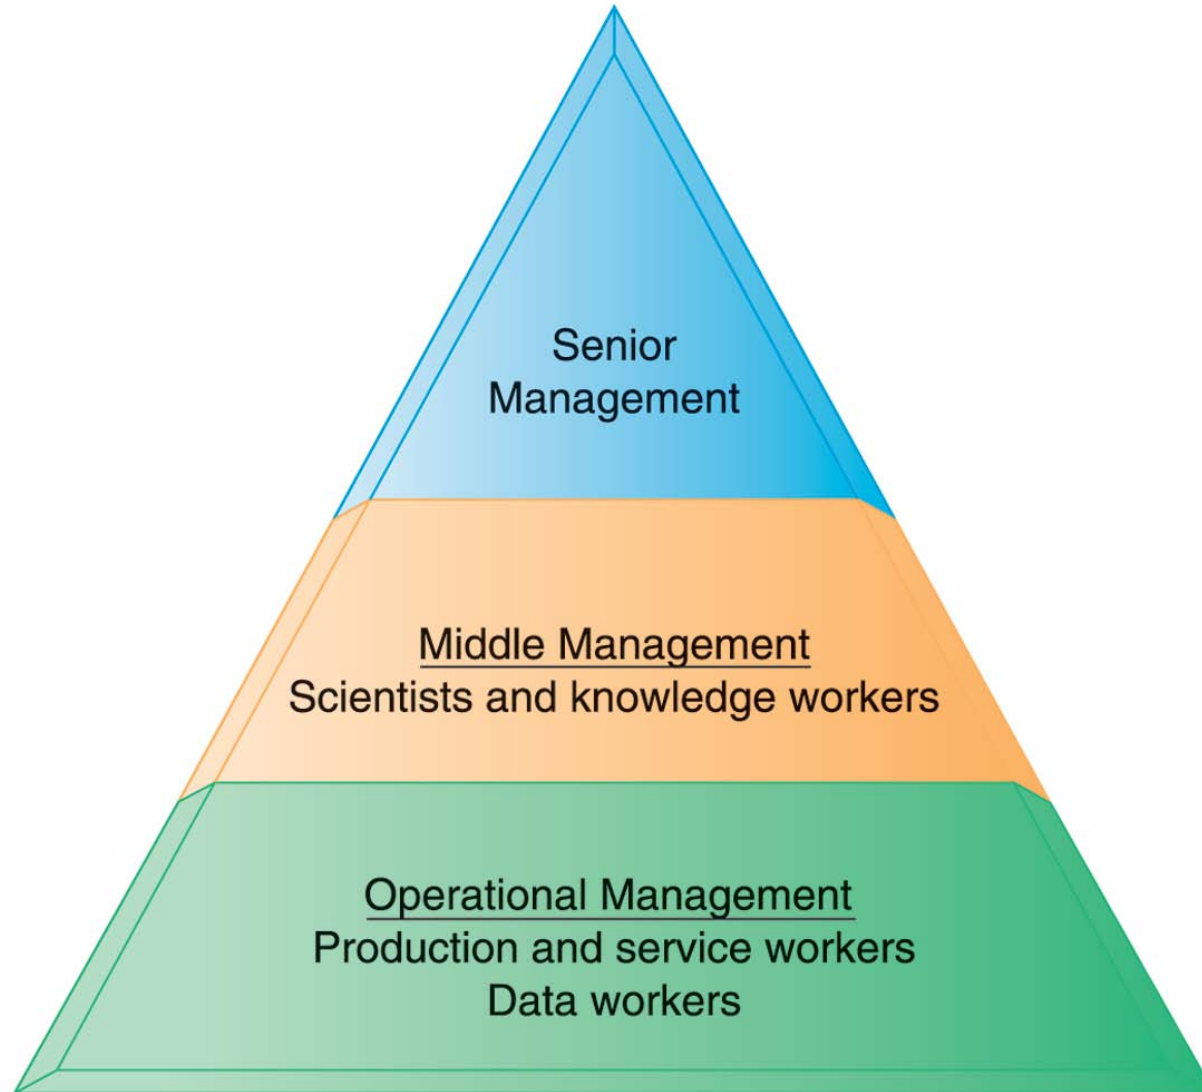 Senior
Management
Middle Management
Scientists and knowledge workers
Operational Management
Production and service workers
Data workers